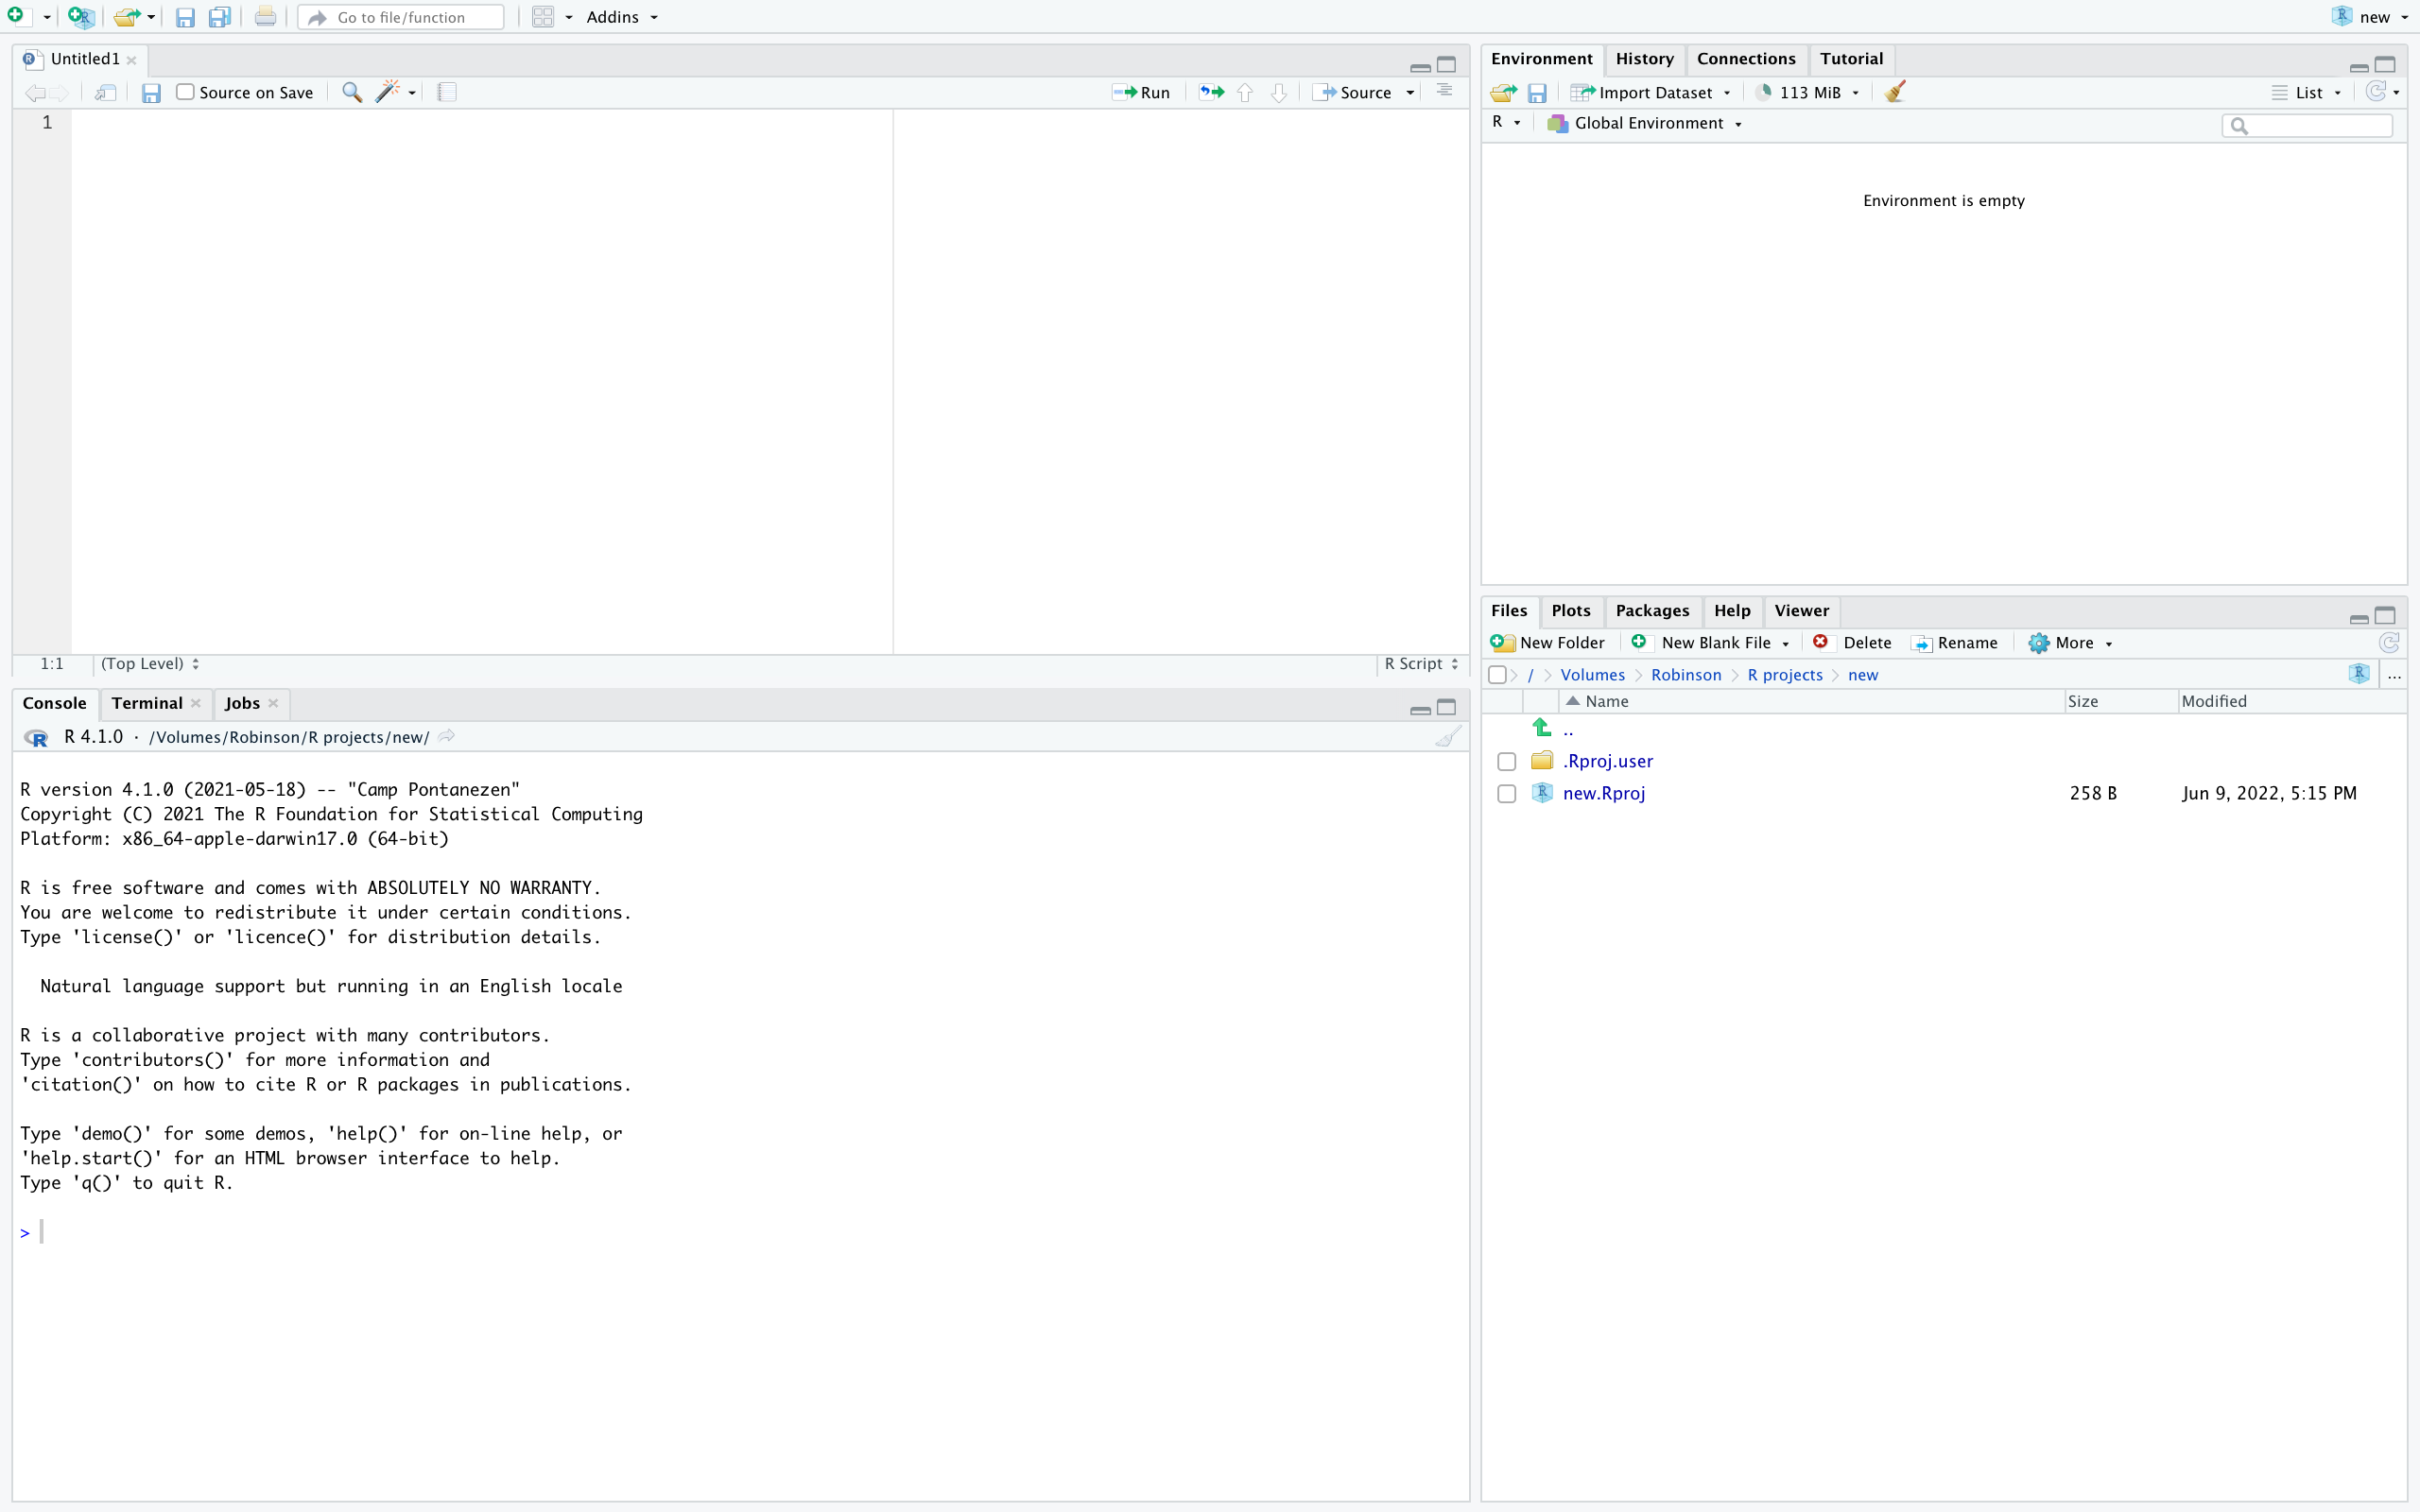 Go to file/function
Addins
new
Untitled1
Source on Save
Run
Source
1
1:1
(Top Level)
R Script
Console
Terminal
Jobs
R 4.1.0 · /Volumes/Robinson/R projects/new/
R version 4.1.0 (2021-05-18) -- "Camp Pontanezen"
Copyright (C) 2021 The R Foundation for Statistical Computing
Platform: x86_64-apple-darwin17.0 (64-bit)
R is free software and comes with ABSOLUTELY NO WARRANTY.
You are welcome to redistribute it under certain conditions.
Type 'license()' or 'licence()' for distribution details.
Natural language support but running in an English locale
R is a collaborative project with many contributors.
Type 'contributors()' for more information and
'citation()' on how to cite R or R packages in publications.
Type 'demo()' for some demos, 'help()' for on-line help, or
'help.start()' for an HTML browser interface to help.
Type 'q()' to quit R.
>
Environment
History
Connections
Tutorial
Import Dataset
113 MiB
List
R
Global Environment
Environment is empty
Files
Plots
Packages
Help
Viewer
New Folder
New Blank File
Delete
Rename
More
/ > Volumes > Robinson > R projects > new
...
Name
Size
Modified
..
.Rproj.user
new.Rproj
258 B
Jun 9, 2022, 5:15 PM